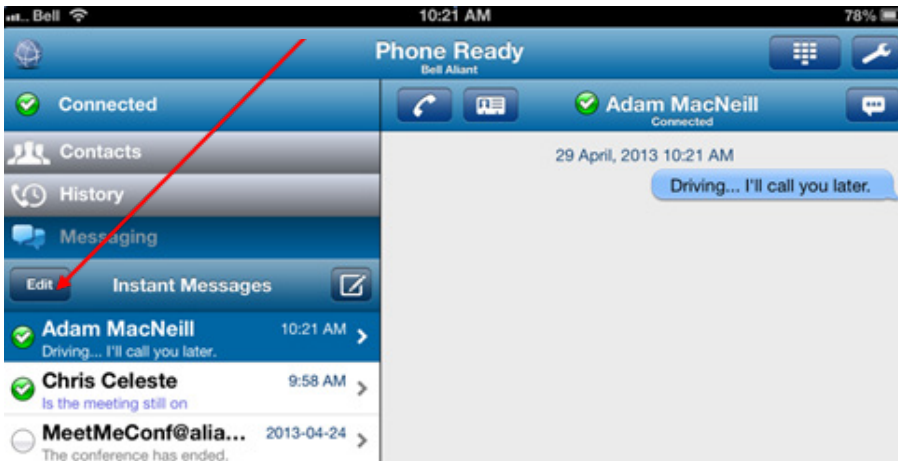 Bell 10:21 AM 78%
Phone Ready
Bell Aliant
Connected
Adam MacNeill
Connected
Contacts
History
Messaging
29 April, 2013 10:21 AM
Driving... I'll call you later.
Edit Instant Messages
Adam MacNeill 10:21 AM
Driving... I'll call you later.
Chris Celeste 9:58 AM
Is the meeting still on
MeetMeConf@alia... 2013-04-24
The conference has ended.